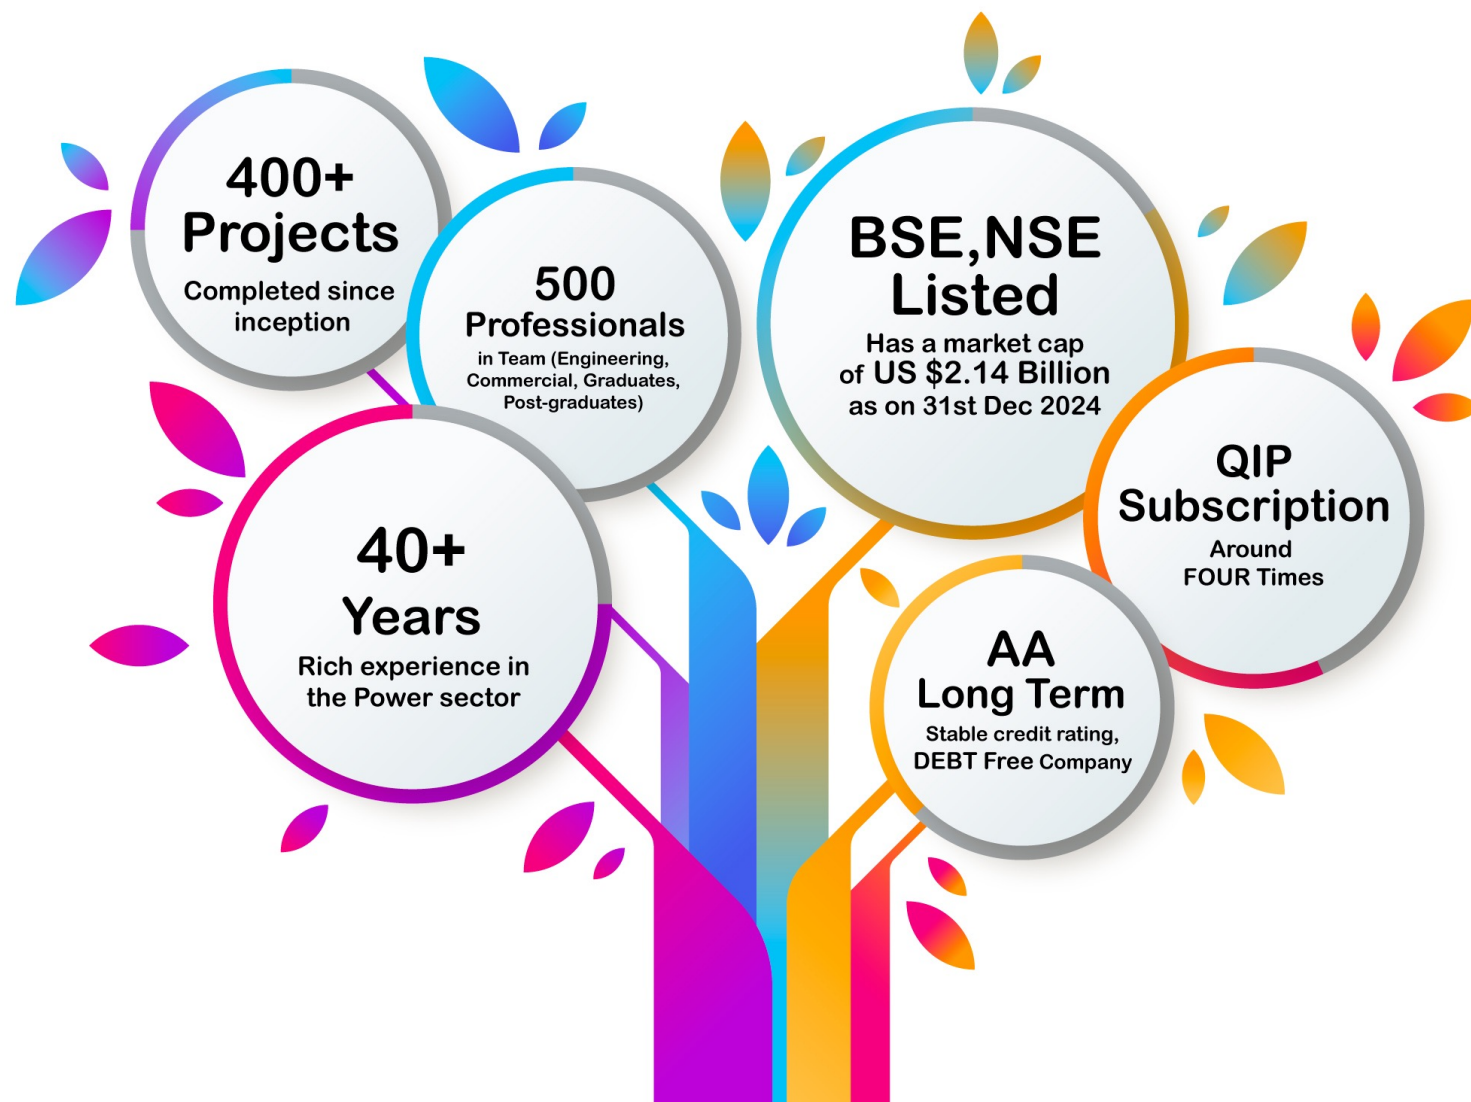 400+
Projects
Completed since
inception
500
Professionals
in Team (Engineering,
Commercial, Graduates,
Post-graduates)
40+
Years
Rich experience in
the Power sector
BSE,NSE
Listed
Has a market cap
of US $2.14 Billion
as on 31st Dec 2024
QIP
Subscription
Around
FOUR Times
AA
Long Term
Stable credit rating,
DEBT Free Company